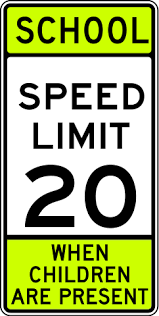 SCHOOL
SPEED
LIMIT
20
WHEN
CHILDREN
ARE PRESENT